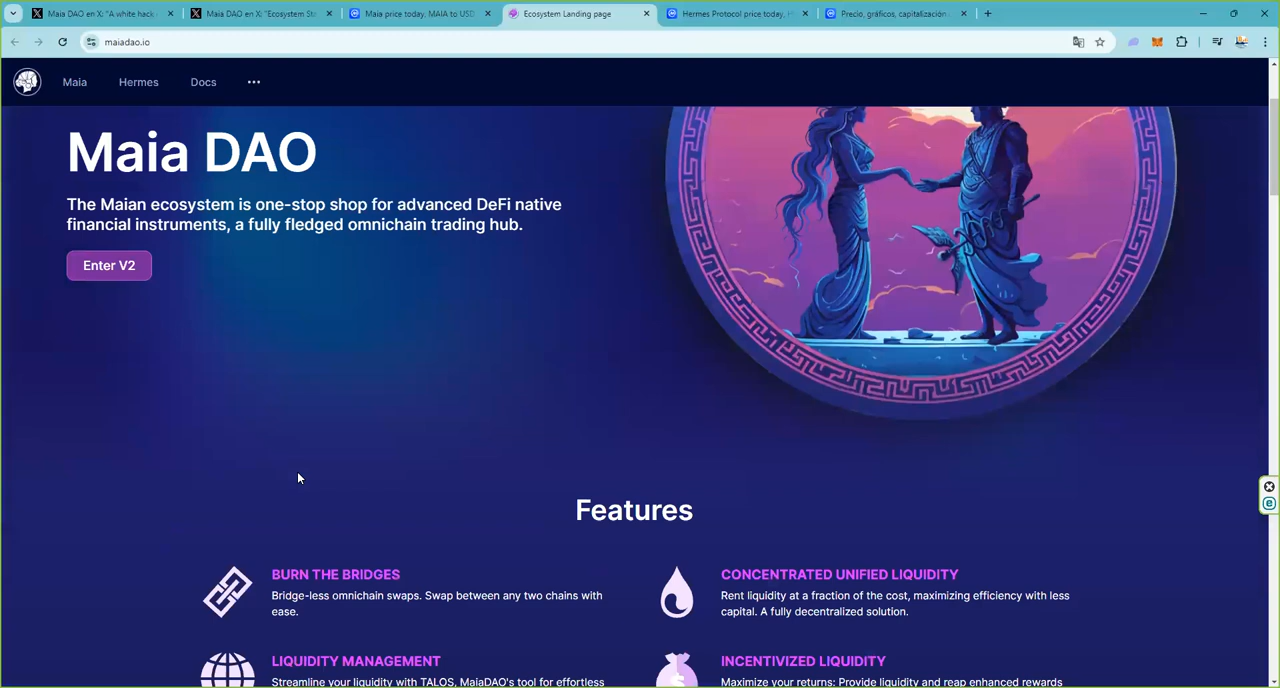 Maia DAO en X: "A white hack
Maia DAO en X: "Ecosystem Sta
Maia price today, MAIA to USD
Ecosystem Landing page
Hermes Protocol price today, H
Precio, gráficos, capitalización
maiadao.io
Maia
Hermes
Docs
Maia DAO
The Maian ecosystem is one-stop shop for advanced DeFi native
financial instruments, a fully fledged omnichain trading hub.
Enter V2
Features
BURN THE BRIDGES
Bridge-less omnichain swaps. Swap between any two chains with
ease.
CONCENTRATED UNIFIED LIQUIDITY
Rent liquidity at a fraction of the cost, maximizing efficiency with less
capital. A fully decentralized solution.
LIQUIDITY MANAGEMENT
Streamline your liquidity with TALOS, MaiaDAO's tool for effortless
INCENTIVIZED LIQUIDITY
Maximize your returns: Provide liquidity and reap enhanced rewards